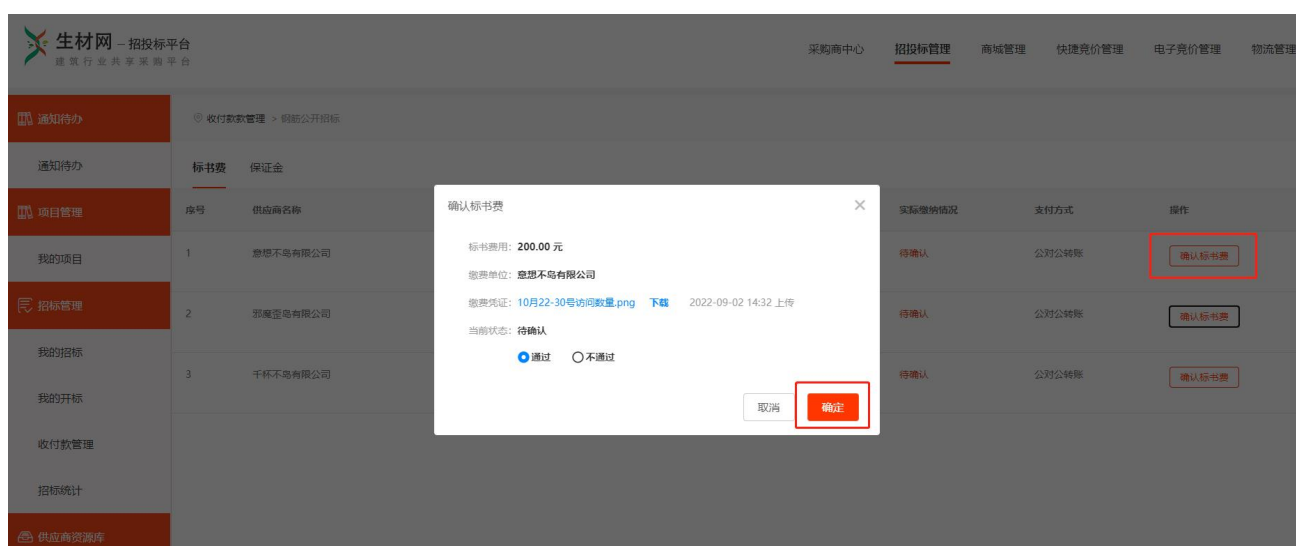 生材网 – 招投标平台
建筑行业共享采购平台
采购商中心 招投标管理 商城管理 快捷竞价管理 电子竞价管理 物流管理
通知待办
收付款款管理 > 钢筋公开招标
通知待办
标书费 保证金
项目管理
序号 供应商名称 实际缴纳情况 支付方式 操作
我的项目
1 意想不岛有限公司 待确认 公对公转账 确认标书费
招标管理
2 邪魔歪岛有限公司 待确认 公对公转账 确认标书费
我的招标
3 千杯不岛有限公司 待确认 公对公转账 确认标书费
我的开标
收付款管理
招标统计
供应商资源库
确认标书费
标书费用: 200.00 元
缴费单位: 意想不岛有限公司
缴费凭证: 10月22-30号访问数量.png 下载 2022-09-02 14:32 上传
当前状态: 待确认
通过 不通过
取消 确定